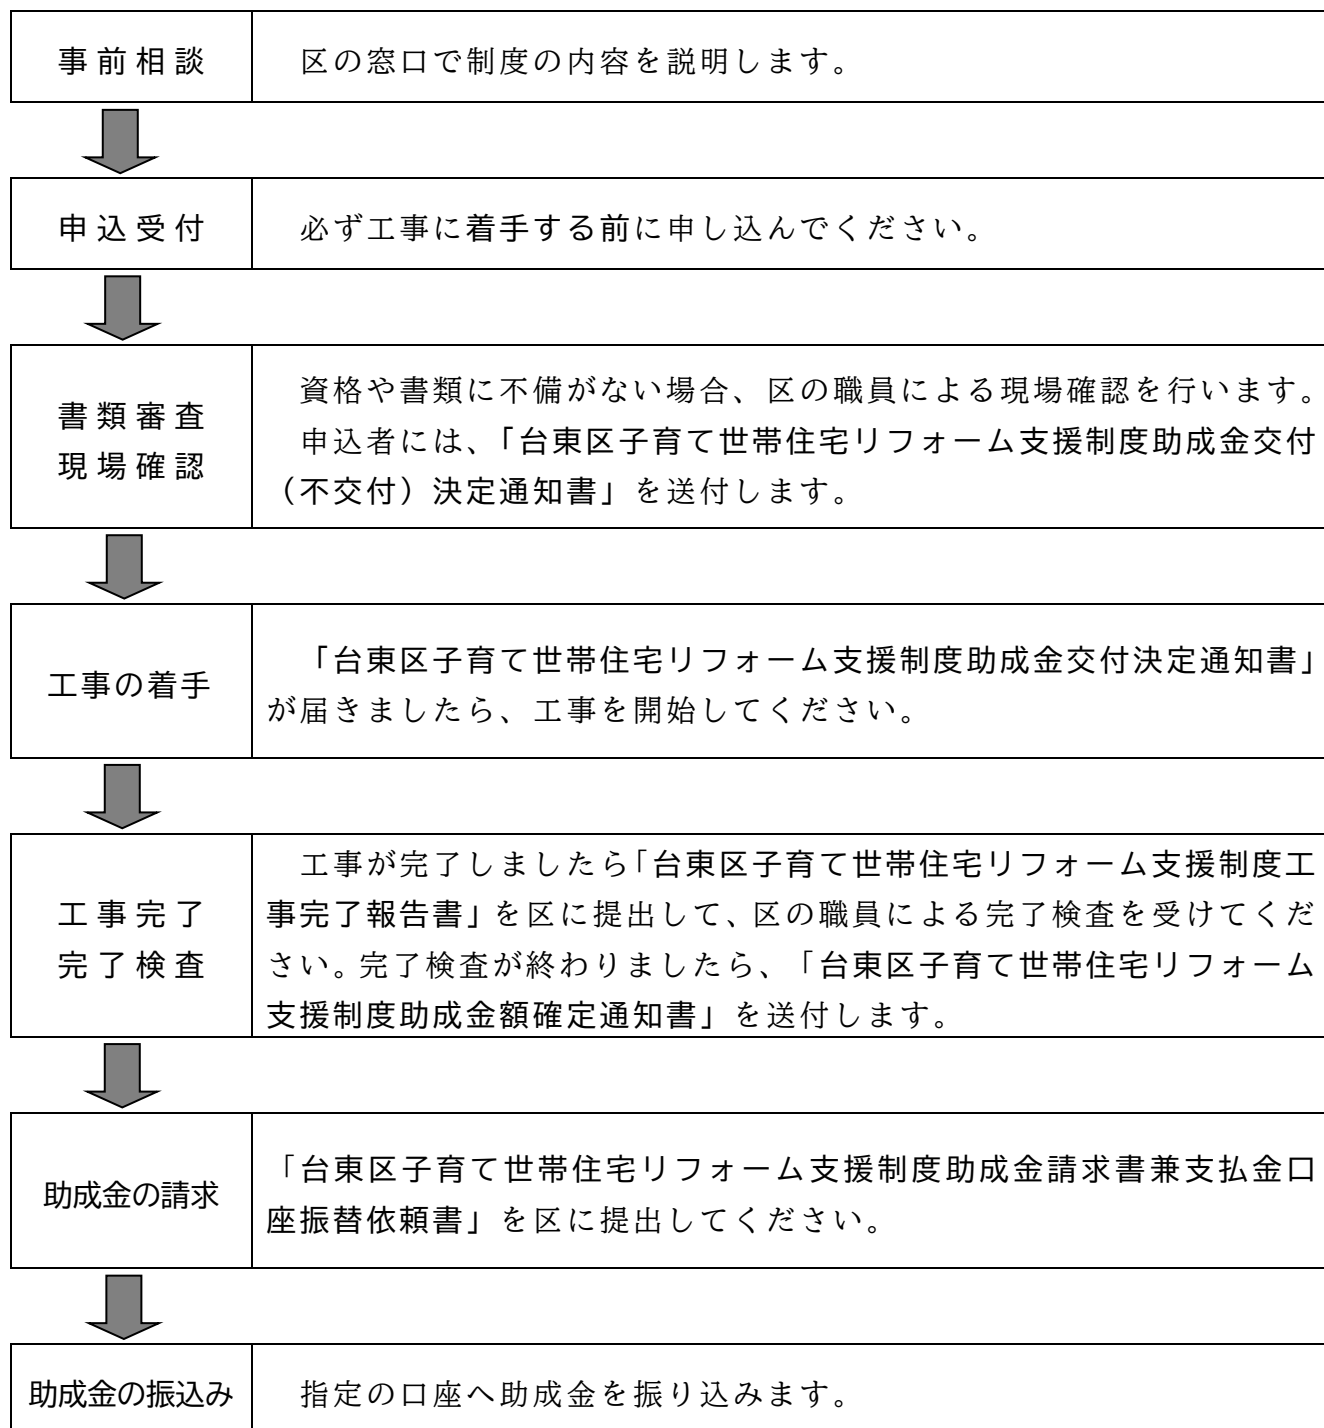 事前相談
区の窓口で制度の内容を説明します。
申込受付
必ず工事に着手する前に申し込んでください。
書類審査
現場確認
資格や書類に不備がない場合、区の職員による現場確認を行います。
申込者には、「台東区子育て世帯住宅リフォーム支援制度助成金交付
（不交付）決定通知書」を送付します。
工事の着手
「台東区子育て世帯住宅リフォーム支援制度助成金交付決定通知書」
が届きましたら、工事を開始してください。
工事完了
完了検査
工事が完了しましたら「台東区子育て世帯住宅リフォーム支援制度工
事完了報告書」を区に提出して、区の職員による完了検査を受けてくだ
さい。完了検査が終わりましたら、「台東区子育て世帯住宅リフォーム
支援制度助成金額確定通知書」を送付します。
助成金の請求
「台東区子育て世帯住宅リフォーム支援制度助成金請求書兼支払金口
座振替依頼書」を区に提出してください。
助成金の振込み
指定の口座へ助成金を振り込みます。